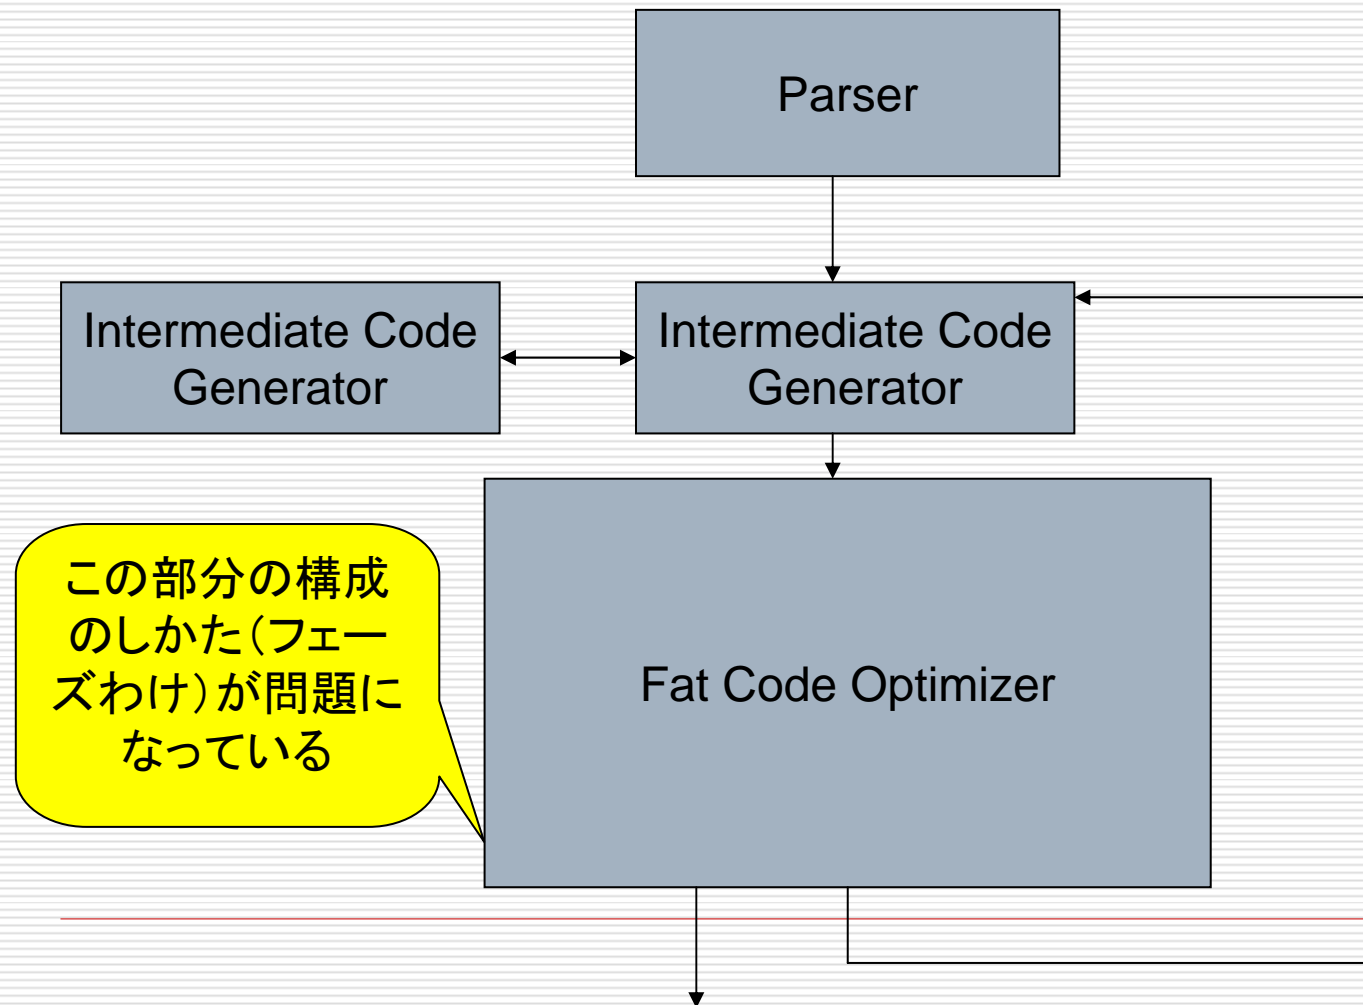 Parser
Intermediate Code
Generator
Intermediate Code
Generator
この部分の構成
のしかた（フェー
ズわけ）が問題に
なっている
Fat Code Optimizer